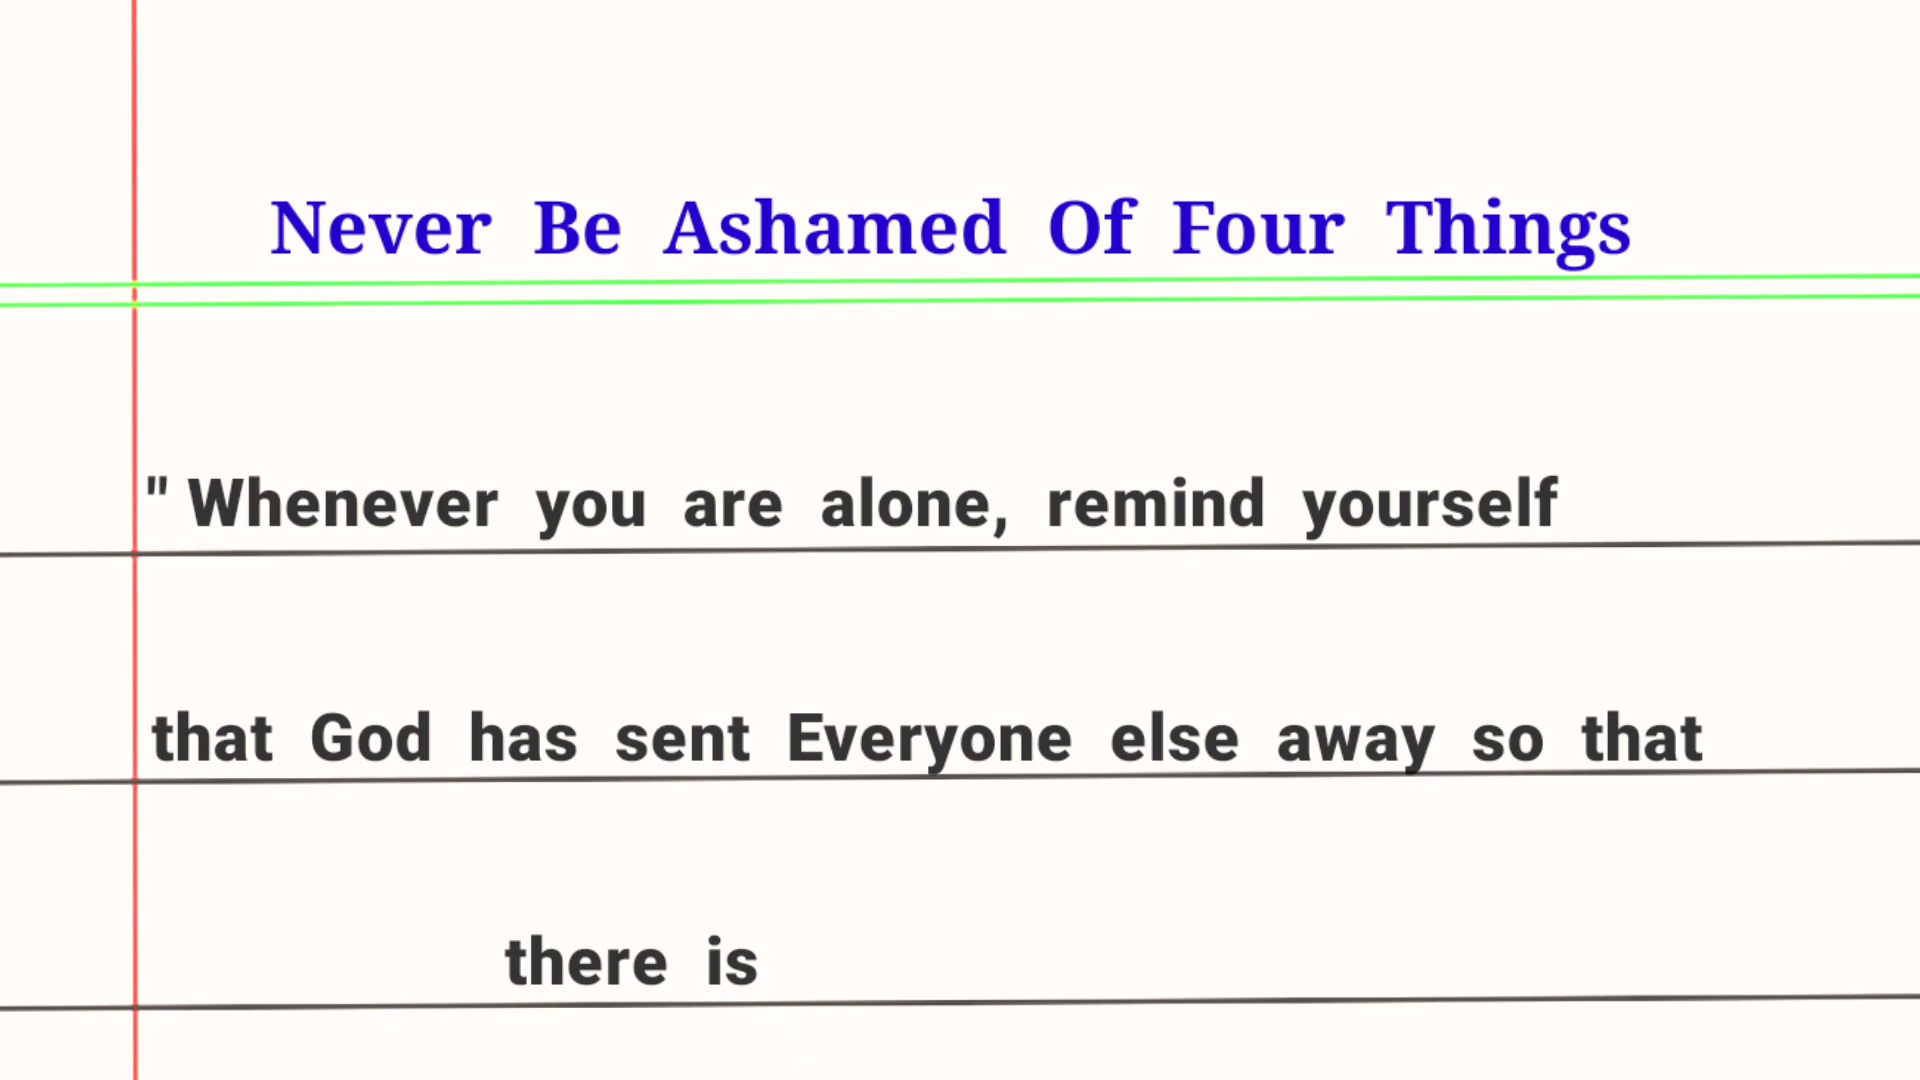 Never Be Ashamed Of Four Things
" Whenever you are alone, remind yourself
that God has sent Everyone else away so that
there is